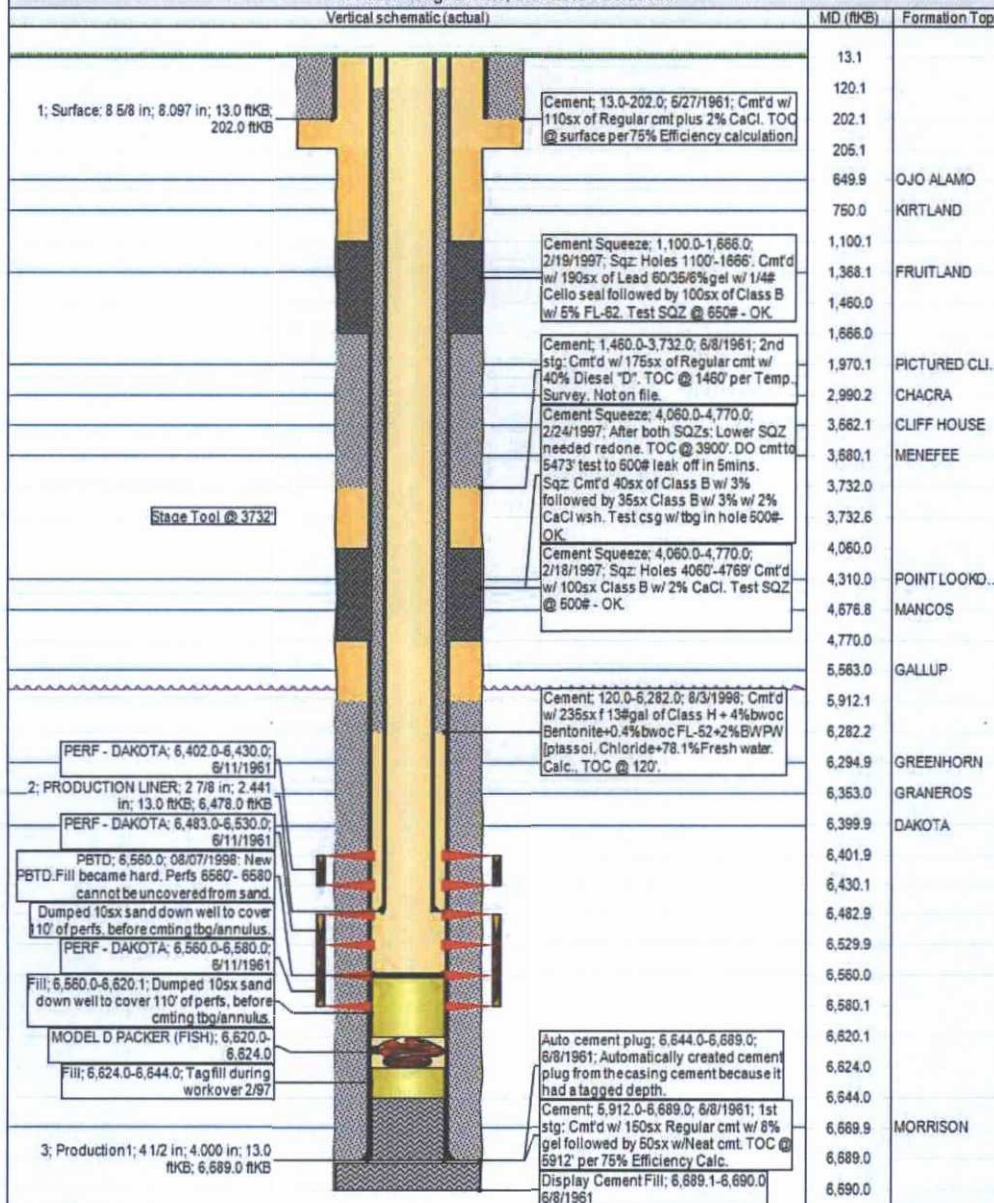 Vertical schematic (actual)
MD (ftKB)
Formation Top
1; Surface; 8 5/8 in; 8.097 in; 13.0 ftKB;
202.0 ftKB
Stage Tool @ 3732'
PERF - DAKOTA; 6,402.0-6,430.0;
6/11/1961
2; PRODUCTION LINER; 2 7/8 in; 2.441
in; 13.0 ftKB; 6,478.0 ftKB
PERF - DAKOTA; 6,483.0-6,530.0;
6/11/1961
PBTD; 6,560.0; 08/07/1998: New
PBTD.Fill became hard. Perfs 6560'- 6580
cannot be uncovered from sand.
Dumped 10sx sand down well to cover
110' of perfs, before cmting tbg/annulus.
PERF - DAKOTA; 6,560.0-6,580.0;
6/11/1961
Fill; 6,560.0-6,620.1; Dumped 10sx sand
down well to cover 110' of perfs, before
cmting tbg/annulus.
MODEL D PACKER (FISH); 6,620.0-
6,624.0
Fill; 6,624.0-6,644.0; Tag fill during
workover 2/97
3; Production1; 4 1/2 in; 4.000 in; 13.0
ftKB; 6,689.0 ftKB
Cement; 13.0-202.0; 5/27/1961; Cmt'd w/
110sx of Regular cmt plus 2% CaCl. TOC
@ surface per 75% Efficiency calculation.
Cement Squeeze; 1,100.0-1,666.0;
2/19/1997; Sqz: Holes 1100'-1666'. Cmt'd
w/ 190sx of Lead 60/35/6%gel w/ 1/4#
Cello seal followed by 100sx of Class B
w/ 5% FL-62. Test SQZ @ 650# - OK.
Cement; 1,460.0-3,732.0; 6/8/1961; 2nd
stg: Cmt'd w/ 175sx of Regular cmt w/
40% Diesel "D". TOC @ 1460' per Temp.
Survey. Not on file.
Cement Squeeze; 4,060.0-4,770.0;
2/24/1997; After both SQZs: Lower SQZ
needed redone. TOC @ 3900'. DO cmt to
5473' test to 600# leak off in 5mins.
Sqz: Cmt'd 40sx of Class B w/ 3%
followed by 35sx Class B w/ 3% w/ 2%
CaCl wsh. Test csg w/ tbg in hole 500#-
OK.
Cement Squeeze; 4,060.0-4,770.0;
2/18/1997; Sqz: Holes 4060'-4769' Cmt'd
w/ 100sx Class B w/ 2% CaCl. Test SQZ
@ 500# - OK.
Cement; 120.0-6,282.0; 8/3/1998; Cmt'd
w/ 235sx f 13#gal of Class H + 4%bwoc
Bentonite+0.4%bwoc FL-52+2%BWPW
[ptassoi, Chloride+78.1%Fresh water.
Calc., TOC @ 120'.
Auto cement plug; 6,644.0-6,689.0;
6/8/1961; Automatically created cement
plug from the casing cement because it
had a tagged depth.
Cement; 5,912.0-6,689.0; 6/8/1961; 1st
stg: Cmt'd w/ 150sx Regular cmt w/ 8%
gel followed by 50sx w/Neat cmt. TOC @
5912' per 75% Efficiency Calc.
Display Cement Fill; 6,689.1-6,690.0
6/8/1961
13.1
120.1
202.1
205.1
649.9 OJO ALAMO
750.0 KIRTLAND
1,100.1
1,368.1 FRUITLAND
1,460.0
1,666.0
1,970.1 PICTURED CLI.
2,990.2 CHACRA
3,662.1 CLIFF HOUSE
3,680.1 MENEFEE
3,732.0
3,732.6
4,060.0
4,310.0 POINT LOOKO..
4,676.8 MANCOS
4,770.0
5,563.0 GALLUP
5,912.1
6,282.2
6,294.9 GREENHORN
6,353.0 GRANEROS
6,399.9 DAKOTA
6,401.9
6,430.1
6,482.9
6,529.9
6,560.0
6,580.1
6,620.1
6,624.0
6,644.0
6,669.9 MORRISON
6,689.0
6,690.0